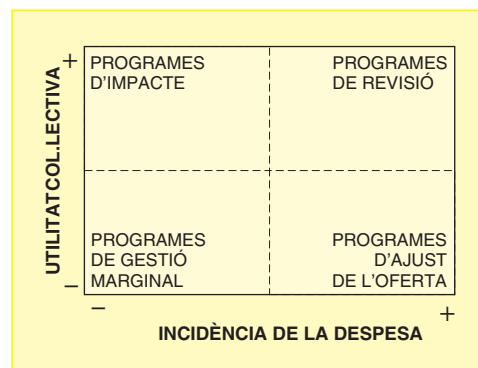 UTILITAT COL.LECTIVA
+
PROGRAMES
D'IMPACTE
PROGRAMES
DE REVISIÓ
PROGRAMES
DE GESTIÓ
MARGINAL
PROGRAMES
D'AJUST
DE L'OFERTA
–
–
+
INCIDÈNCIA DE LA DESPESA